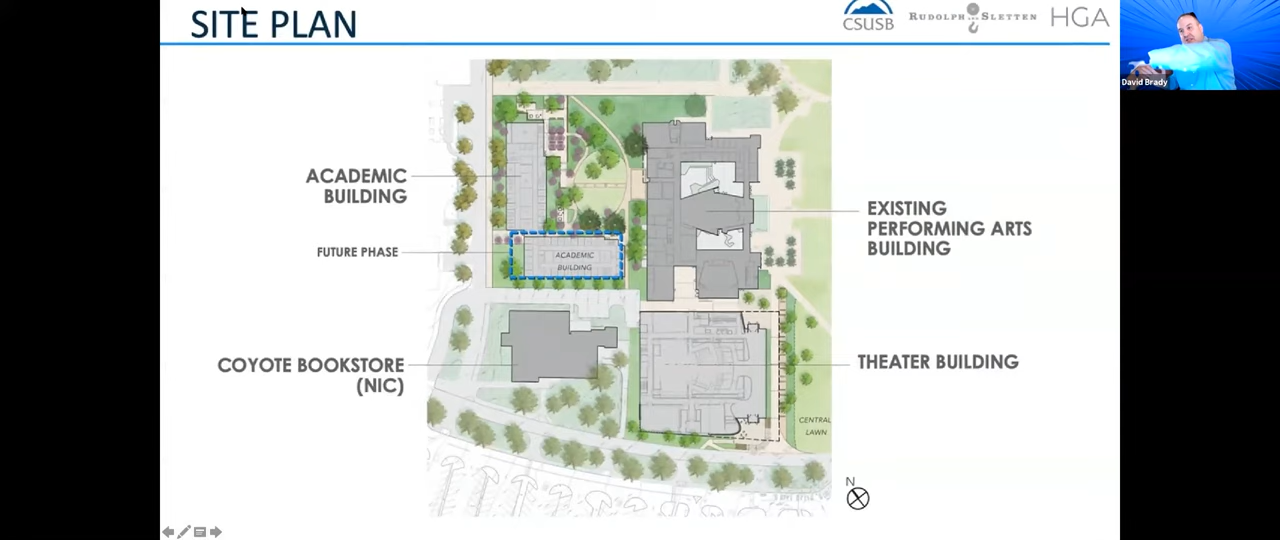 SITE PLAN
CSUSB
RUDOLPH AND SLETTEN
HGA
David Brady
ACADEMIC
BUILDING
FUTURE PHASE
ACADEMIC
BUILDING
EXISTING
PERFORMING ARTS
BUILDING
COYOTE BOOKSTORE
(NIC)
THEATER BUILDING
CENTRAL
LAWN
N